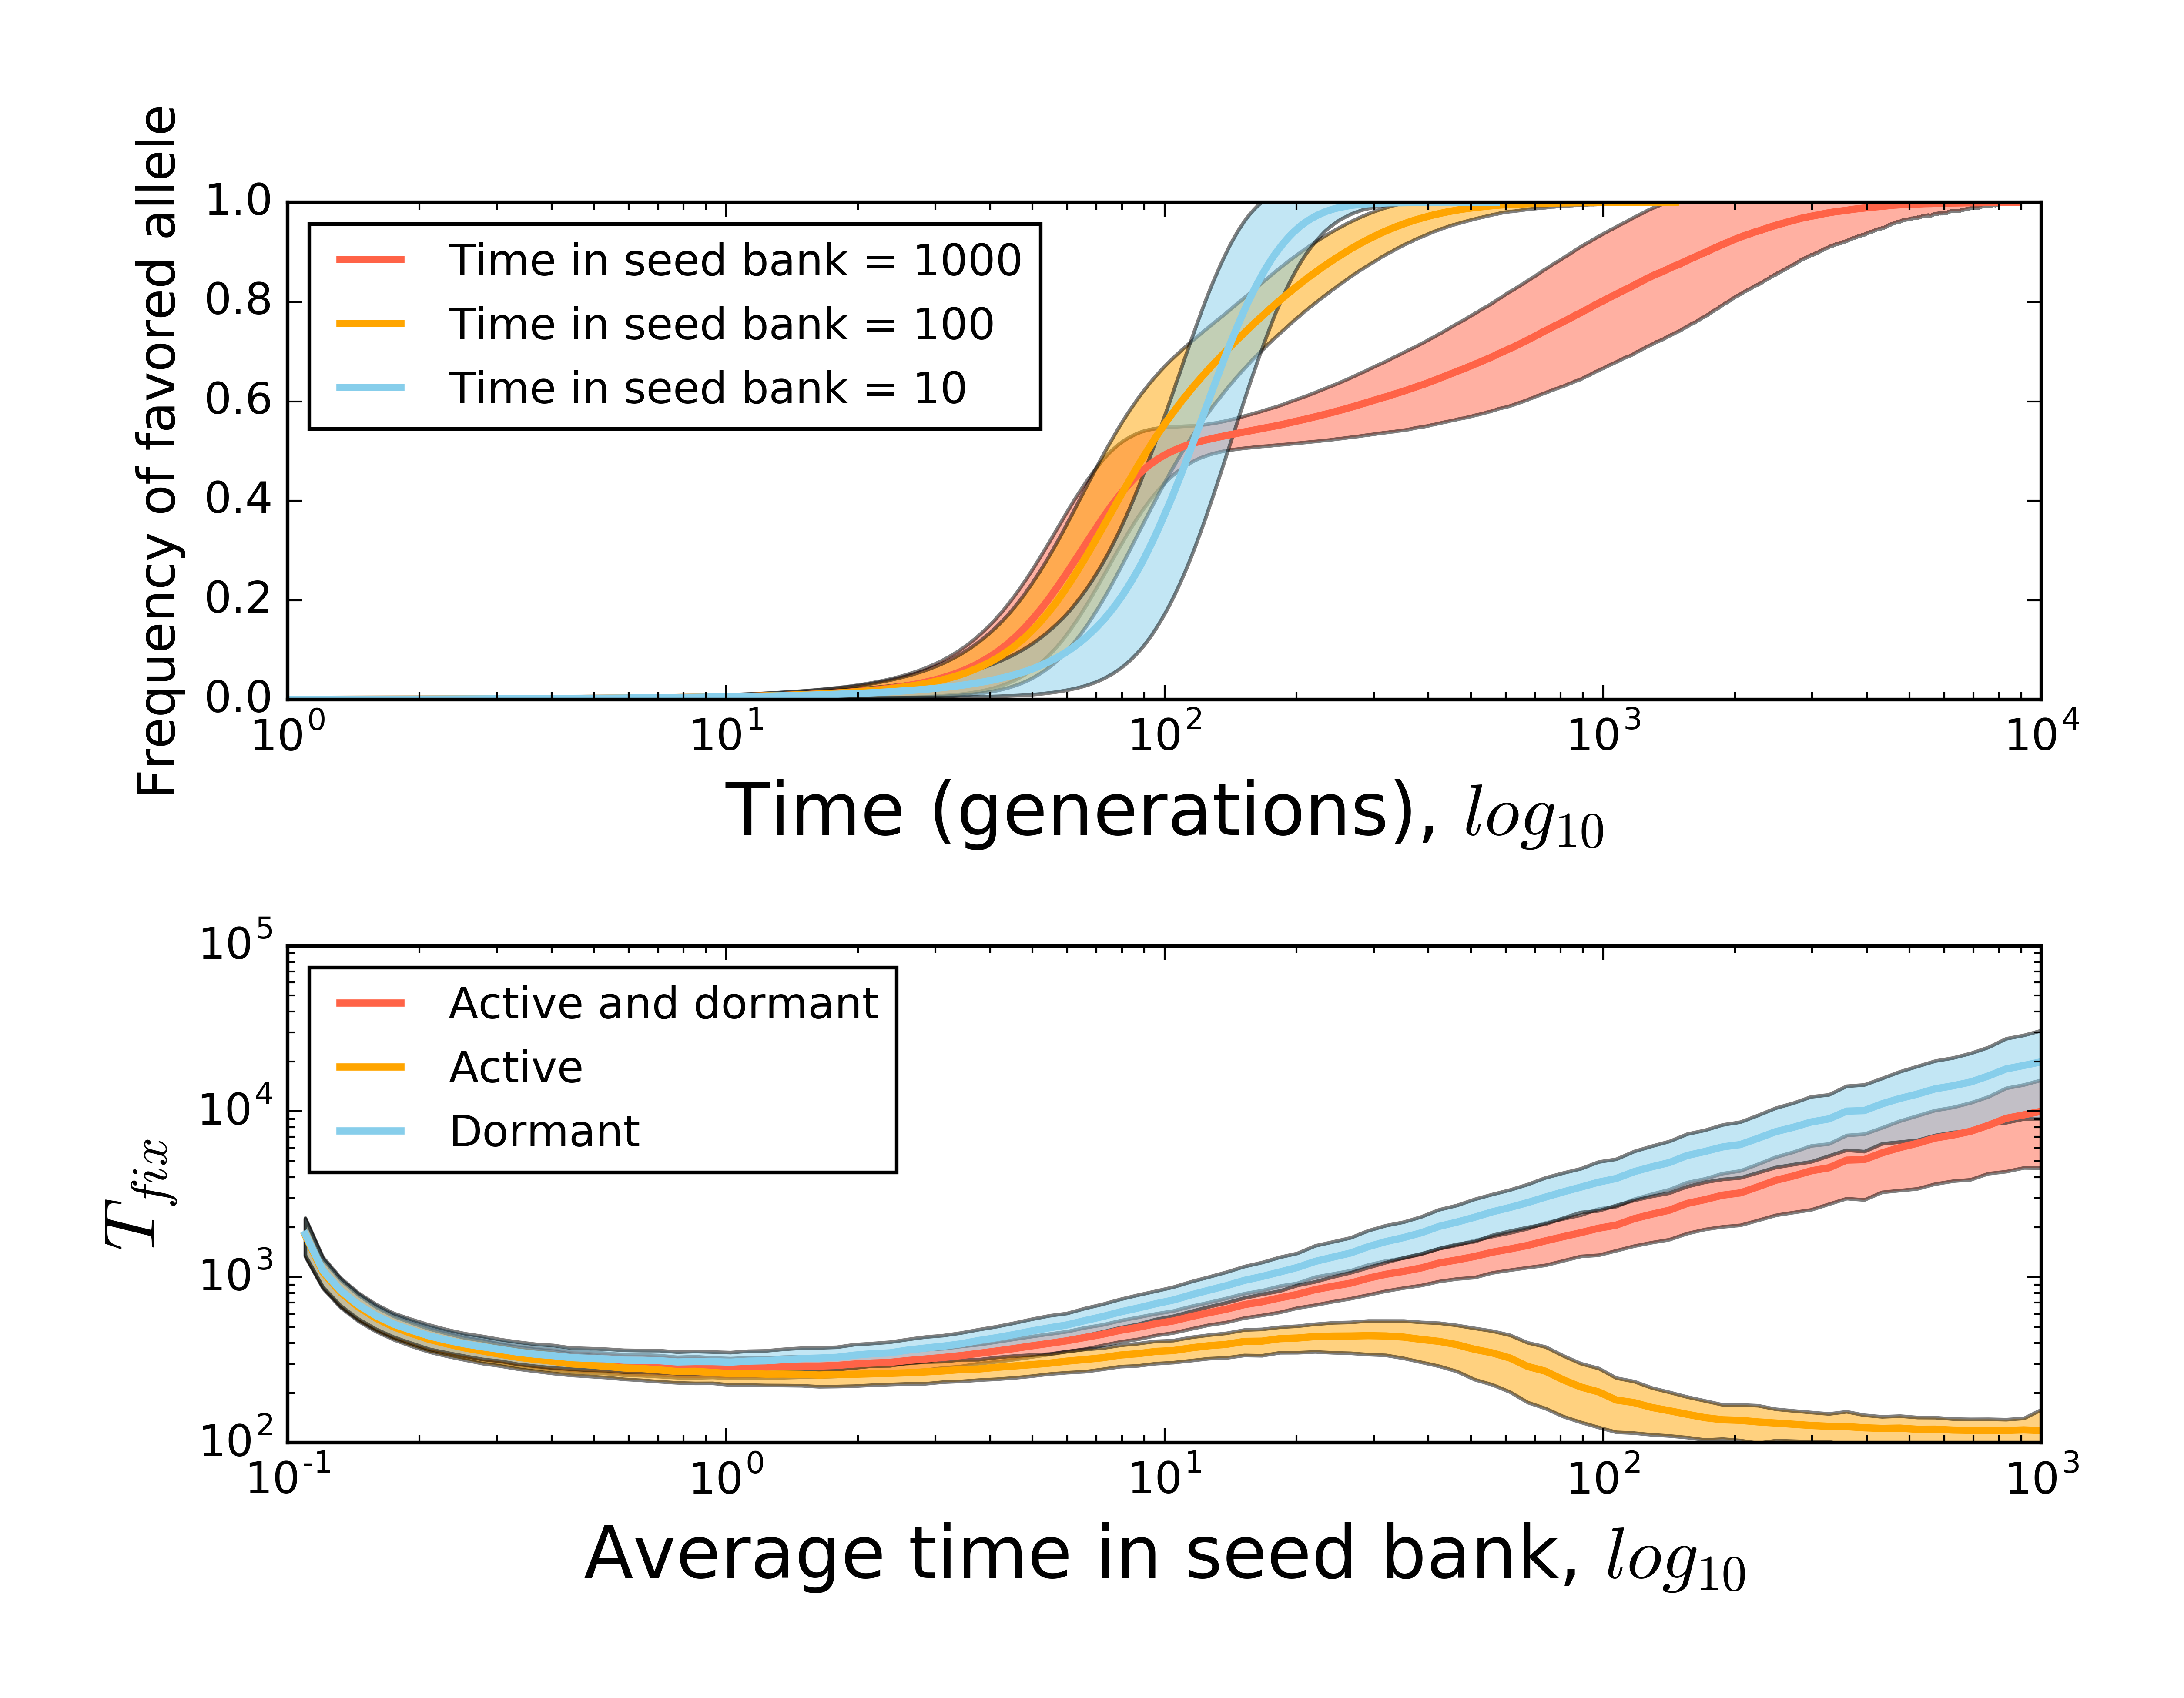 Frequency of favored allele
1.0
0.8
0.6
0.4
0.2
0.0
Time in seed bank = 1000
Time in seed bank = 100
Time in seed bank = 10
10^0 10^1 10^2 10^3 10^4
Time (generations), log_10
T_fix
10^5
10^4
10^3
10^2
Active and dormant
Active
Dormant
10^-1 10^0 10^1 10^2 10^3
Average time in seed bank, log_10